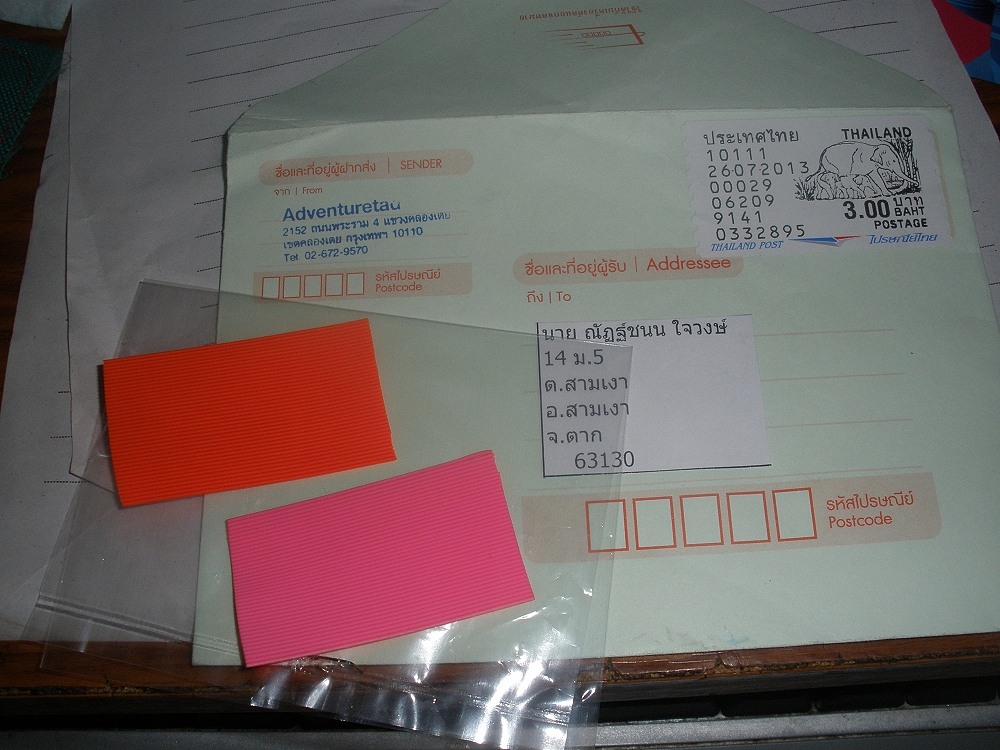 ชื่อและที่อยู่ผู้ฝากส่ง | SENDER
จาก | From
Adventuretau
2152 ถนนพระราม 4 แขวงคลองเตย
เขตคลองเตย กรุงเทพฯ 10110
Tel 02-672-9570
รหัสไปรษณีย์
Postcode
ประเทศไทย
THAILAND
10111
26072013
00029
06209
9141
0332895
3.00 บาท
BAHT
POSTAGE
THAILAND POST
ไปรษณีย์ไทย
ชื่อและที่อยู่ผู้รับ | Addressee
ถึง | To
นาย ณัฏฐ์ชนน ใจวงษ์
14 ม.5
ต.สามเงา
อ.สามเงา
จ.ตาก
63130
รหัสไปรษณีย์
Postcode